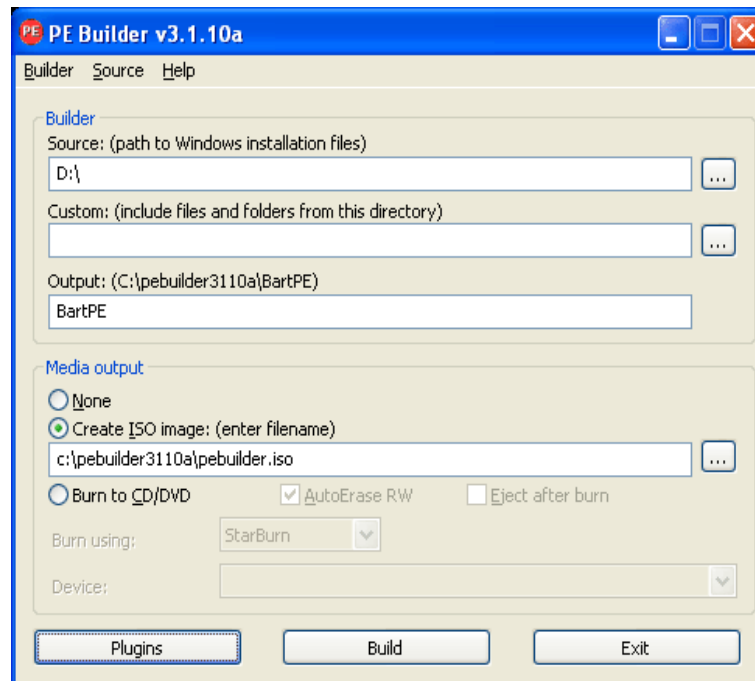 PE PE Builder v3.1.10a
Builder Source Help
Builder
Source: (path to Windows installation files)
D:\
...
Custom: (include files and folders from this directory)
...
Output: (C:\pebuilder3110a\BartPE)
BartPE
Media output
None
Create ISO image: (enter filename)
c:\pebuilder3110a\pebuilder.iso
...
Burn to CD/DVD AutoErase RW Eject after burn
Burn using: StarBurn
Device:
Plugins Build Exit